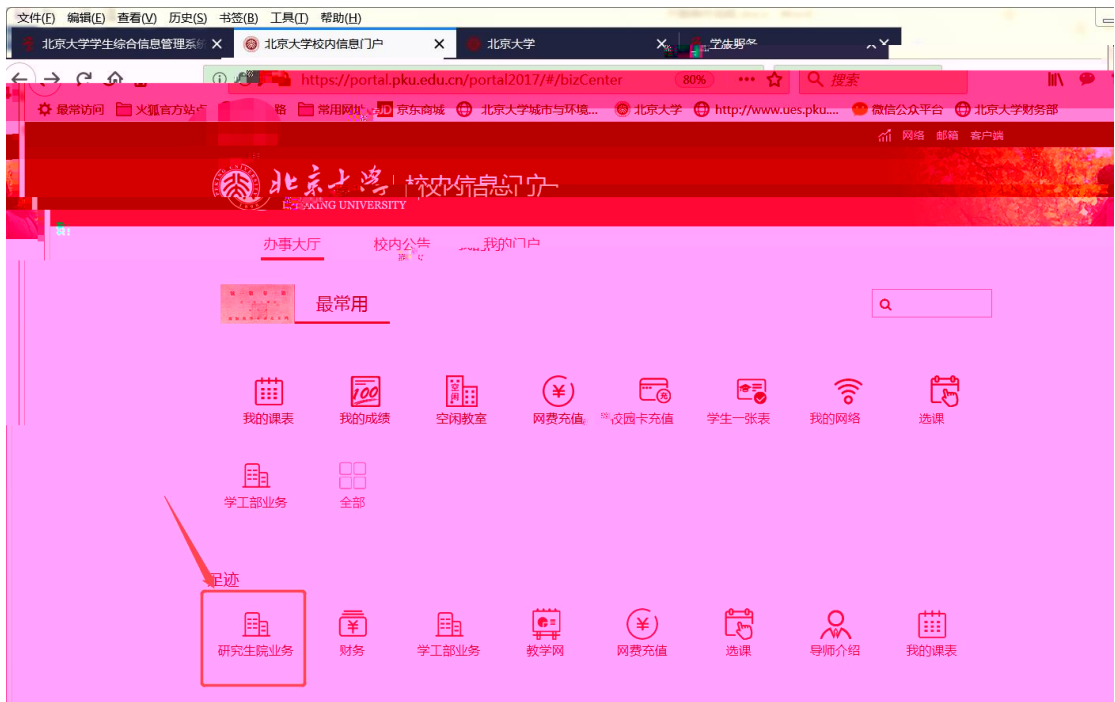 文件(F) 编辑(E) 查看(V) 历史(S) 书签(B) 工具(T) 帮助(H)
北京大学学生综合信息管理系统 北京大学校内信息门户 北京大学
https://portal.pku.edu.cn/portal2017/#/bizCenter 80% 搜索
最常访问 火狐官方站点 常用网址 JD 京东商城 北京大学城市与环境... 北京大学 http://www.ues.pku.... 微信公众平台 北京大学财务部
网络 邮箱 客户端
北京大学 校内信息门户
PEKING UNIVERSITY
办事大厅 校内公告 我的门户
最常用
我的课表 我的成绩 空闲教室 网费充值 校园卡充值 学生一张表 我的网络 选课
学工部业务 全部
足迹
研究生院业务 财务 学工部业务 教学网 网费充值 选课 导师介绍 我的课表